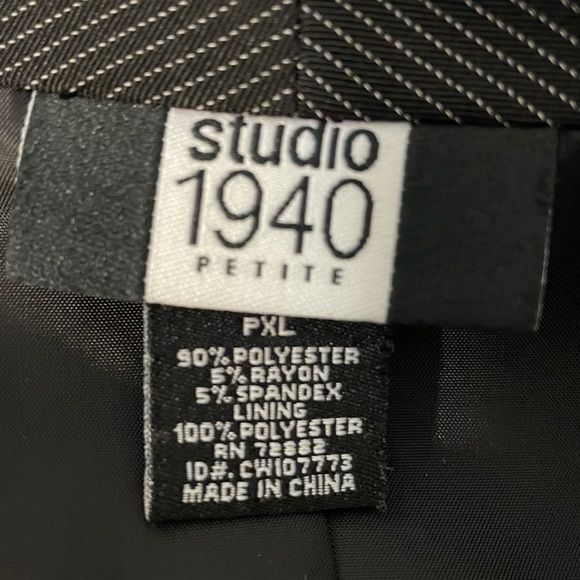 studio
1940
PETITE
PXL
90% POLYESTER
5% RAYON
5% SPANDEX
LINING
100% POLYESTER
RN 72882
ID#. CW107773
MADE IN CHINA